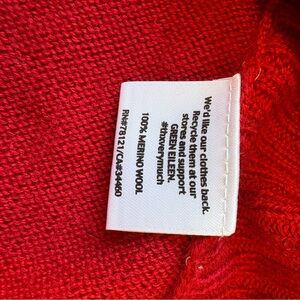 We'd like our clothes back.
Recycle them at our
stores and support
GREEN EILEEN.
#thxverymuch
100% MERINO WOOL
RN#78121/CA#34460